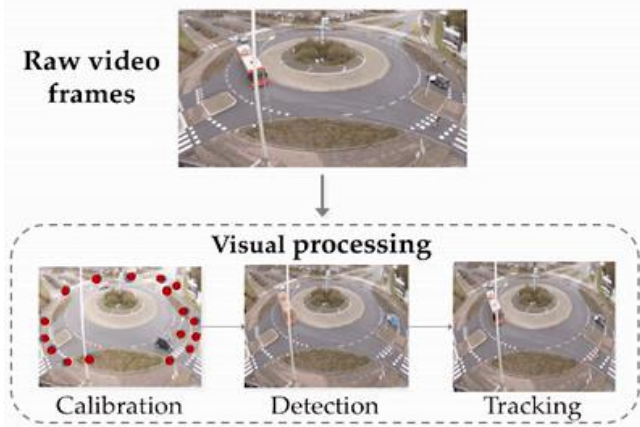 Raw video
frames
Visual processing
Calibration
Detection
Tracking